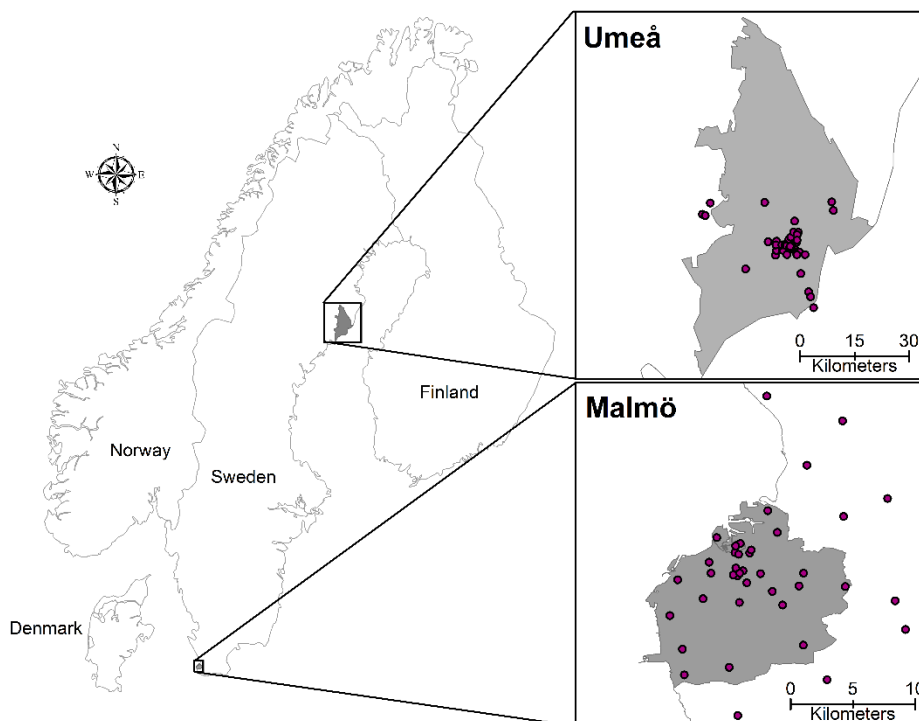 Umeå
N
W E
S
0 15 30
Kilometers
Finland
Malmö
Norway
Sweden
Denmark
0 5 10
Kilometers